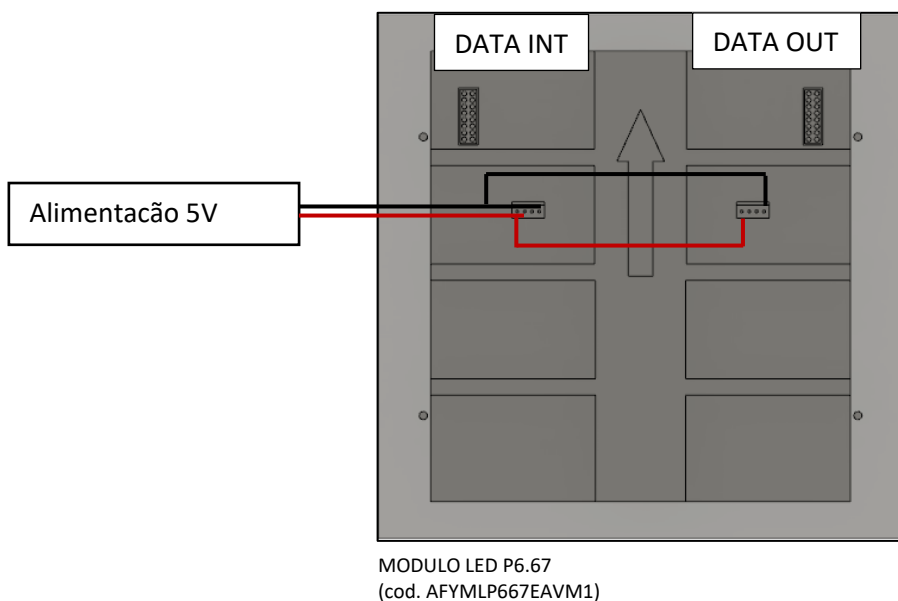 DATA INT
DATA OUT
Alimentacão 5V
MODULO LED P6.67
(cod. AFYMLP667EAVM1)